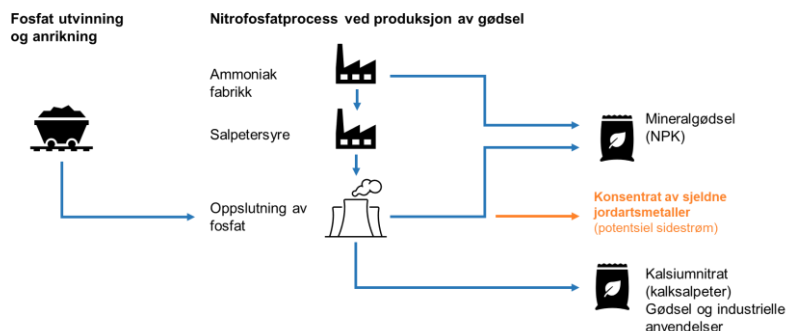 Fosfat utvinning
og anrikning
Nitrofosfatprocess ved produksjon av gødsel
Ammoniak
fabrikk
Salpetersyre
Oppslutning av
fosfat
Mineralgødsel
(NPK)
Konsentrat av sjeldne
jordartsmetaller
(potentsiel sidestrøm)
Kalsiumnitrat
(kalksalpeter)
Gødsel og industrielle
anvendelser